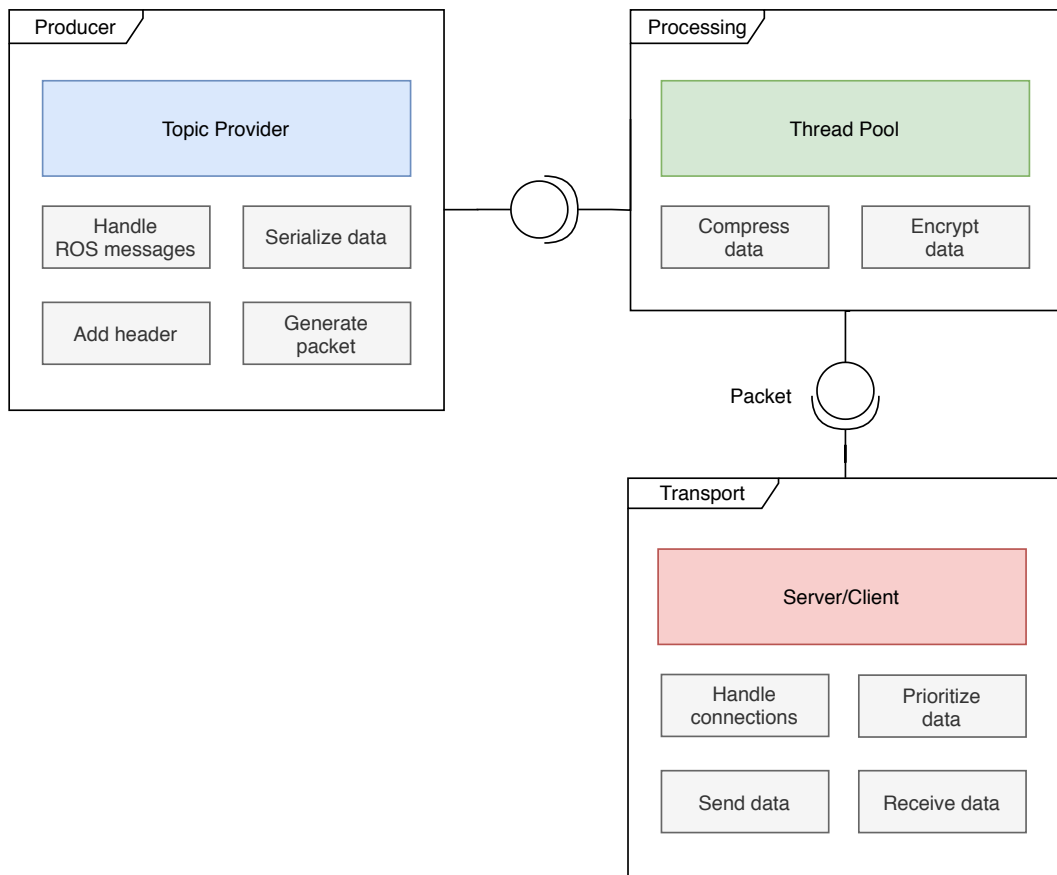 Producer
Topic Provider
Handle
ROS messages
Serialize data
Add header
Generate
packet
Processing
Thread Pool
Compress
data
Encrypt
data
Packet
Transport
Server/Client
Handle
connections
Prioritize
data
Send data
Receive data